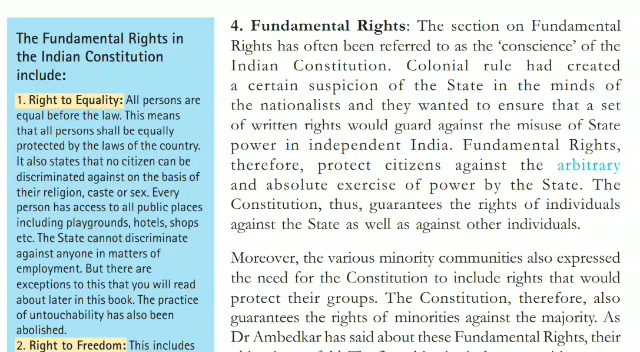 The Fundamental Rights in
the Indian Constitution
include:
1. Right to Equality: All persons are
equal before the law. This means
that all persons shall be equally
protected by the laws of the country.
It also states that no citizen can be
discriminated against on the basis of
their religion, caste or sex. Every
person has access to all public places
including playgrounds, hotels, shops
etc. The State cannot discriminate
against anyone in matters of
employment. But there are
exceptions to this that you will read
about later in this book. The practice
of untouchability has also been
abolished.
2. Right to Freedom: This includes
4. Fundamental Rights: The section on Fundamental
Rights has often been referred to as the ‘conscience’ of the
Indian Constitution. Colonial rule had created
a certain suspicion of the State in the minds of
the nationalists and they wanted to ensure that a set
of written rights would guard against the misuse of State
power in independent India. Fundamental Rights,
therefore, protect citizens against the arbitrary
and absolute exercise of power by the State. The
Constitution, thus, guarantees the rights of individuals
against the State as well as against other individuals.
Moreover, the various minority communities also expressed
the need for the Constitution to include rights that would
protect their groups. The Constitution, therefore, also
guarantees the rights of minorities against the majority. As
Dr Ambedkar has said about these Fundamental Rights, their